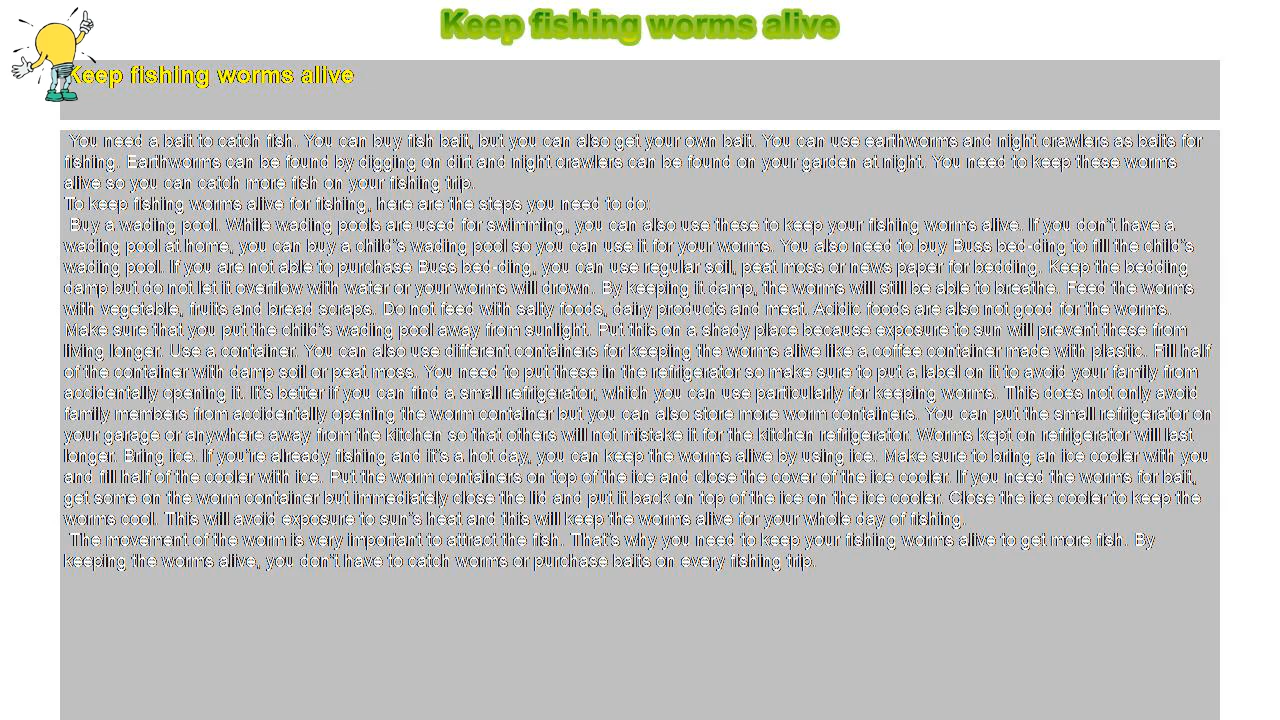 Keep fishing worms alive
Keep fishing worms alive
You need a bait to catch fish. You can buy fish bait, but you can also get your own bait. You can use earthworms and night crawlers as baits for
fishing. Earthworms can be found by digging on dirt and night crawlers can be found on your garden at night. You need to keep these worms
alive so you can catch more fish on your fishing trip.
To keep fishing worms alive for fishing, here are the steps you need to do:
Buy a wading pool. While wading pools are used for swimming, you can also use these to keep your fishing worms alive. If you don't have a
wading pool at home, you can buy a child's wading pool so you can use it for your worms. You also need to buy Buss bed-ding to fill the child's
wading pool. If you are not able to purchase Buss bed-ding, you can use regular soil, peat moss or news paper for bedding. Keep the bedding
damp but do not let it overflow with water or your worms will drown. By keeping it damp, the worms will still be able to breathe. Feed the worms
with vegetable, fruits and bread scraps. Do not feed with salty foods, dairy products and meat. Acidic foods are also not good for the worms.
Make sure that you put the child's wading pool away from sunlight. Put this on a shady place because exposure to sun will prevent these from
living longer. Use a container. You can also use different containers for keeping the worms alive like a coffee container made with plastic. Fill half
of the container with damp soil or peat moss. You need to put these in the refrigerator so make sure to put a label on it to avoid your family from
accidentally opening it. It's better if you can find a small refrigerator, which you can use particularly for keeping worms. This does not only avoid
family members from accidentally opening the worm container but you can also store more worm containers. You can put the small refrigerator on
your garage or anywhere away from the kitchen so that others will not mistake it for the kitchen refrigerator. Worms kept on refrigerator will last
longer. Bring ice. If you're already fishing and it's a hot day, you can keep the worms alive by using ice. Make sure to bring an ice cooler with you
and fill half of the cooler with ice. Put the worm containers on top of the ice and close the cover of the ice cooler. If you need the worms for bait,
get some on the worm container but immediately close the lid and put it back on top of the ice on the ice cooler. Close the ice cooler to keep the
worms cool. This will avoid exposure to sun's heat and this will keep the worms alive for your whole day of fishing.
The movement of the worm is very important to attract the fish. That's why you need to keep your fishing worms alive to get more fish. By
keeping the worms alive, you don't have to catch worms or purchase baits on every fishing trip.